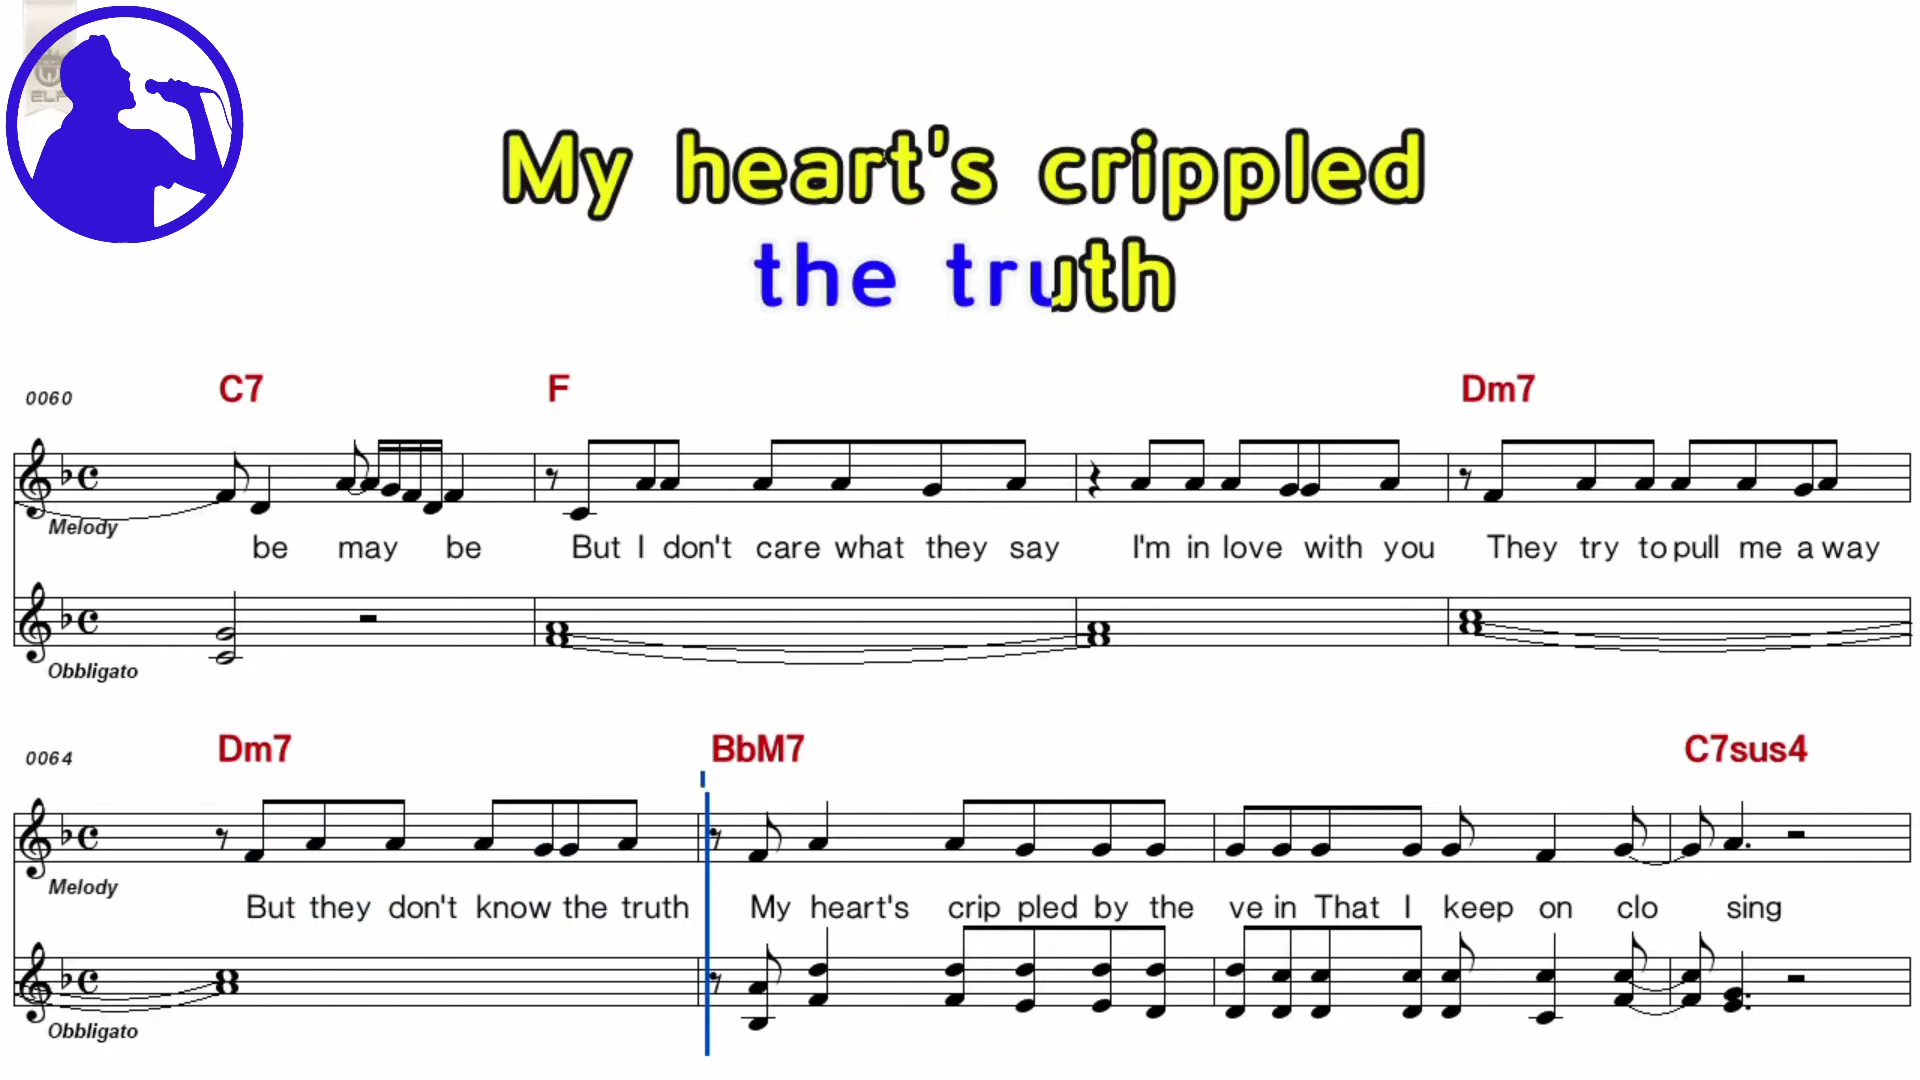 ELF
My heart's crippled
the truth
0060 C7 F Dm7
Melody
be may be But I don't care what they say I'm in love with you They try to pull me a way
Obbligato
0064 Dm7 BbM7 C7sus4
Melody
But they don't know the truth My heart's crip pled by the ve in That I keep on clo sing
Obbligato